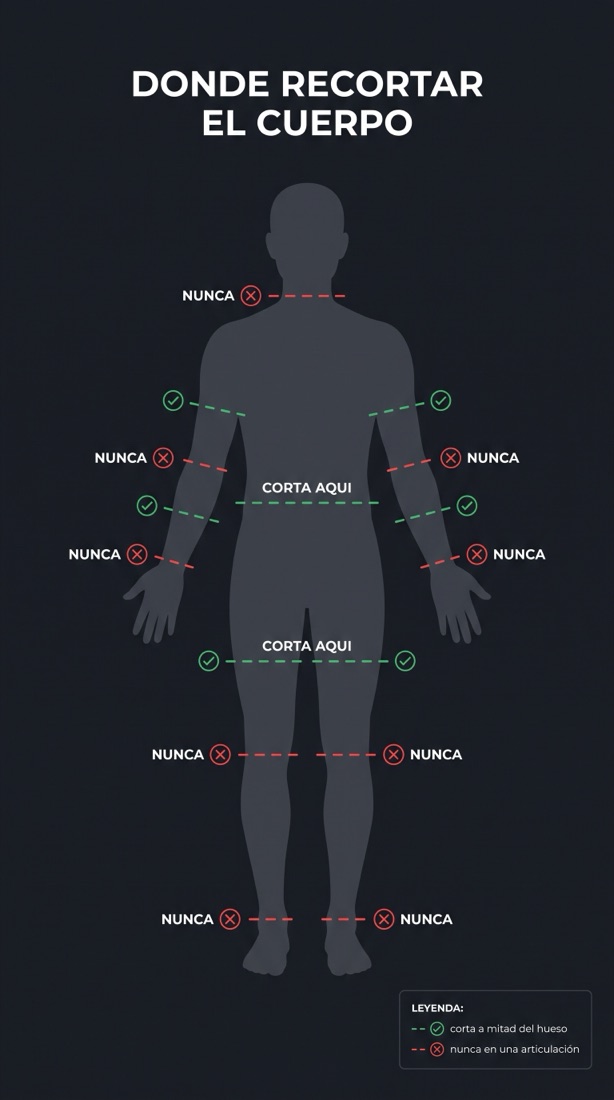 DONDE RECORTAR
EL CUERPO
NUNCA
NUNCA
NUNCA
CORTA AQUI
NUNCA
NUNCA
CORTA AQUI
NUNCA
NUNCA
NUNCA
NUNCA
LEYENDA:
corta a mitad del hueso
nunca en una articulación